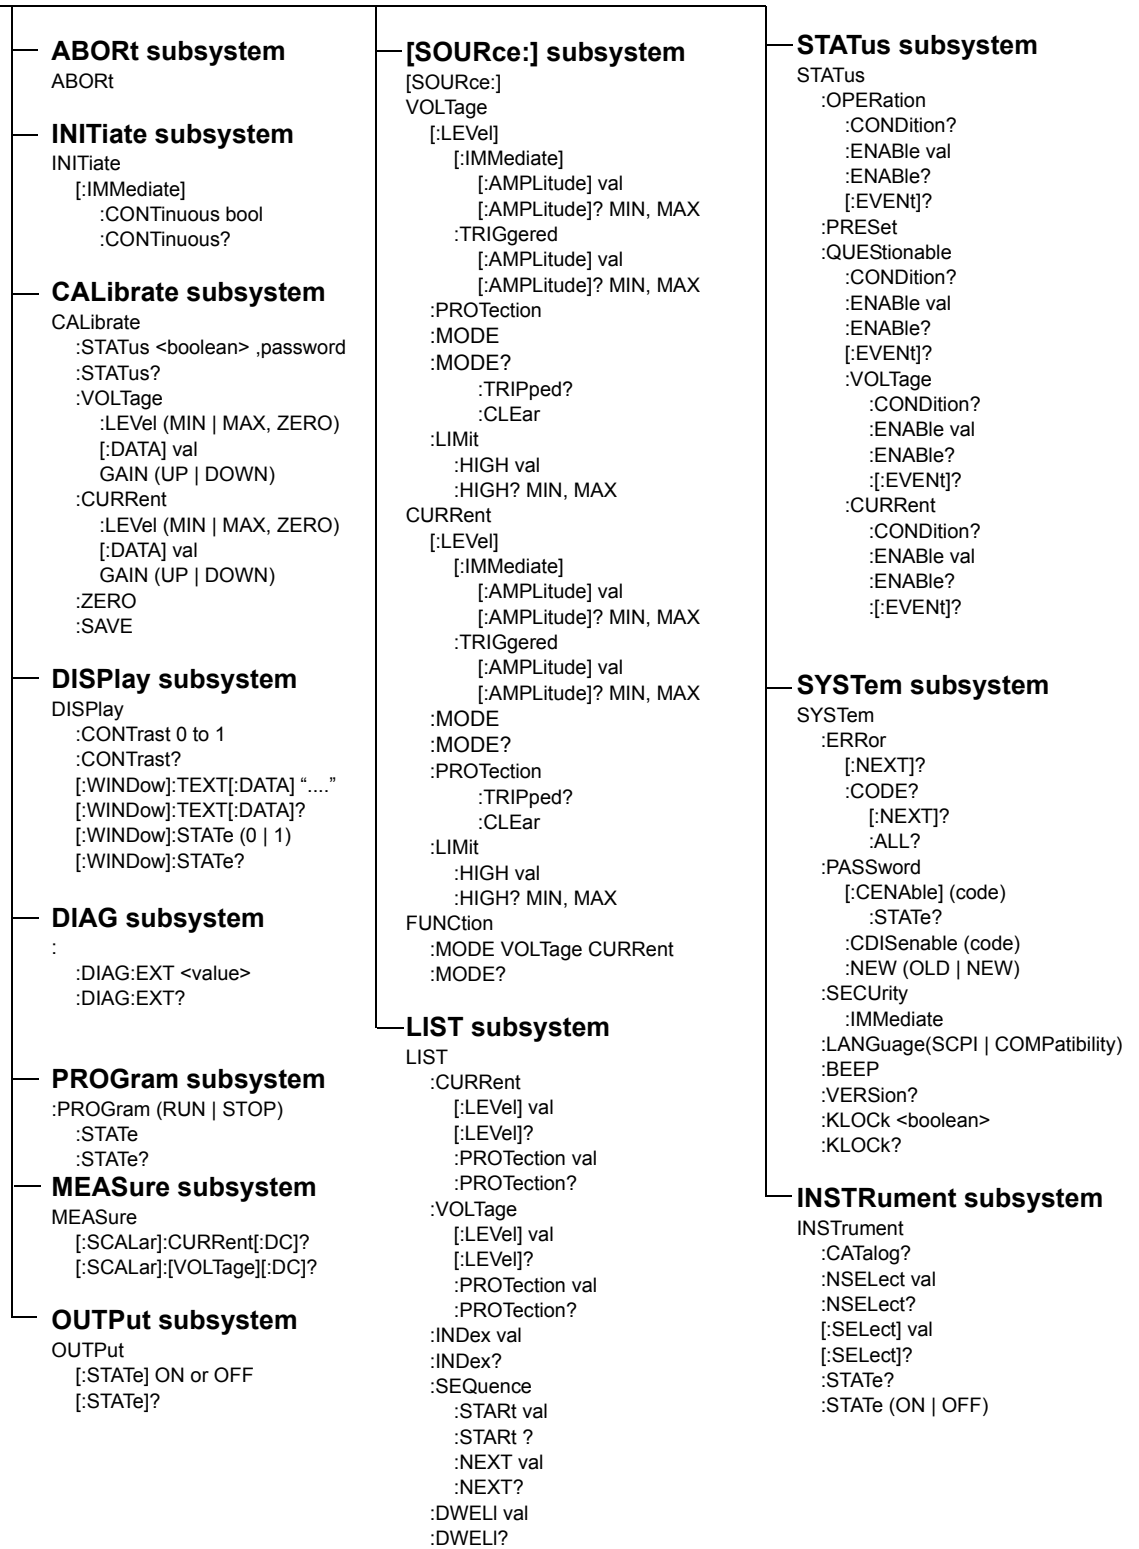 ABORt subsystem
ABORt
INITiate subsystem
INITiate
[:IMMediate]
:CONTinuous bool
:CONTinuous?
CALibrate subsystem
CALibrate
:STATus <boolean> ,password
:STATus?
:VOLTage
:LEVel (MIN | MAX, ZERO)
[:DATA] val
GAIN (UP | DOWN)
:CURRent
:LEVel (MIN | MAX, ZERO)
[:DATA] val
GAIN (UP | DOWN)
:ZERO
:SAVE
DISPlay subsystem
DISPlay
:CONTrast 0 to 1
:CONTrast?
[:WINDow]:TEXT[:DATA] “....”
[:WINDow]:TEXT[:DATA]?
[:WINDow]:STATe (0 | 1)
[:WINDow]:STATe?
DIAG subsystem
:
:DIAG:EXT <value>
:DIAG:EXT?
PROGram subsystem
:PROGram (RUN | STOP)
:STATe
:STATe?
MEASure subsystem
MEASure
[:SCALar]:CURRent[:DC]?
[:SCALar]:[VOLTage][:DC]?
OUTPut subsystem
OUTPut
[:STATe] ON or OFF
[:STATe]?
[SOURce:] subsystem
[SOURce:]
VOLTage
[:LEVel]
[:IMMediate]
[:AMPLitude] val
[:AMPLitude]? MIN, MAX
:TRIGgered
[:AMPLitude] val
[:AMPLitude]? MIN, MAX
:PROTection
:MODE
:MODE?
:TRIPped?
:CLEar
:LIMit
:HIGH val
:HIGH? MIN, MAX
CURRent
[:LEVel]
[:IMMediate]
[:AMPLitude] val
[:AMPLitude]? MIN, MAX
:TRIGgered
[:AMPLitude] val
[:AMPLitude]? MIN, MAX
:MODE
:MODE?
:PROTection
:TRIPped?
:CLEar
:LIMit
:HIGH val
:HIGH? MIN, MAX
FUNCtion
:MODE VOLTage CURRent
:MODE?
LIST subsystem
LIST
:CURRent
[:LEVel] val
[:LEVel]?
:PROTection val
:PROTection?
:VOLTage
[:LEVel] val
[:LEVel]?
:PROTection val
:PROTection?
:INDex val
:INDex?
:SEQuence
:STARt val
:STARt ?
:NEXT val
:NEXT?
:DWELl val
:DWELl?
STATus subsystem
STATus
:OPERation
:CONDition?
:ENABle val
:ENABle?
[:EVENt]?
:PRESet
:QUEStionable
:CONDition?
:ENABle val
:ENABle?
[:EVENt]?
:VOLTage
:CONDition?
:ENABle val
:ENABle?
:[:EVENt]?
:CURRent
:CONDition?
:ENABle val
:ENABle?
:[:EVENt]?
SYSTem subsystem
SYSTem
:ERRor
[:NEXT]?
:CODE?
[:NEXT]?
:ALL?
:PASSword
[:CENAble] (code)
:STATe?
:CDISenable (code)
:NEW (OLD | NEW)
:SECUrity
:IMMediate
:LANGuage(SCPI | COMPatibility)
:BEEP
:VERSion?
:KLOCk <boolean>
:KLOCk?
INSTRument subsystem
INSTrument
:CATalog?
:NSELect val
:NSELect?
[:SELect] val
[:SELect]?
:STATe?
:STATe (ON | OFF)